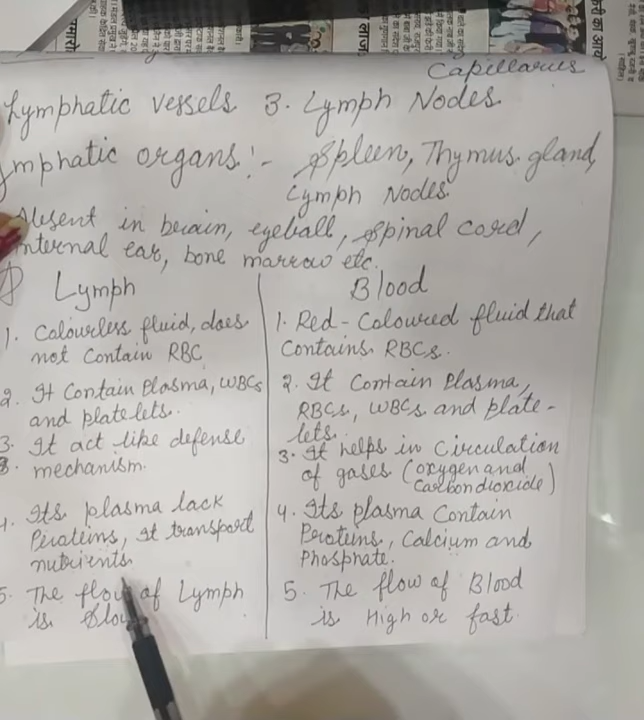 Capillaries
Lymphatic vessels 3. Lymph Nodes
mphatic organs:- Spleen, Thymus gland,
Lymph Nodes
Absent in brain, eyeball, Spinal cord,
internal ear, bone marrow etc.
Lymph
1. Colourless fluid, does
not Contain RBC
2. It Contain Plasma, WBCs
and platelets.
3. It act like defense
3. mechanism.
4. Its plasma lack
Proteins, It transport
nutrients
5. The flow of Lymph
is Slow
Blood
1. Red-Coloured fluid that
Contains RBCs.
2. It Contain Plasma,
RBCs, WBCs and plate-
lets.
3. It helps in Circulation
of gases (oxygen and
Carbondioxide)
4. Its plasma Contain
Proteins, Calcium and
Phosphate.
5. The flow of Blood
is High or fast.